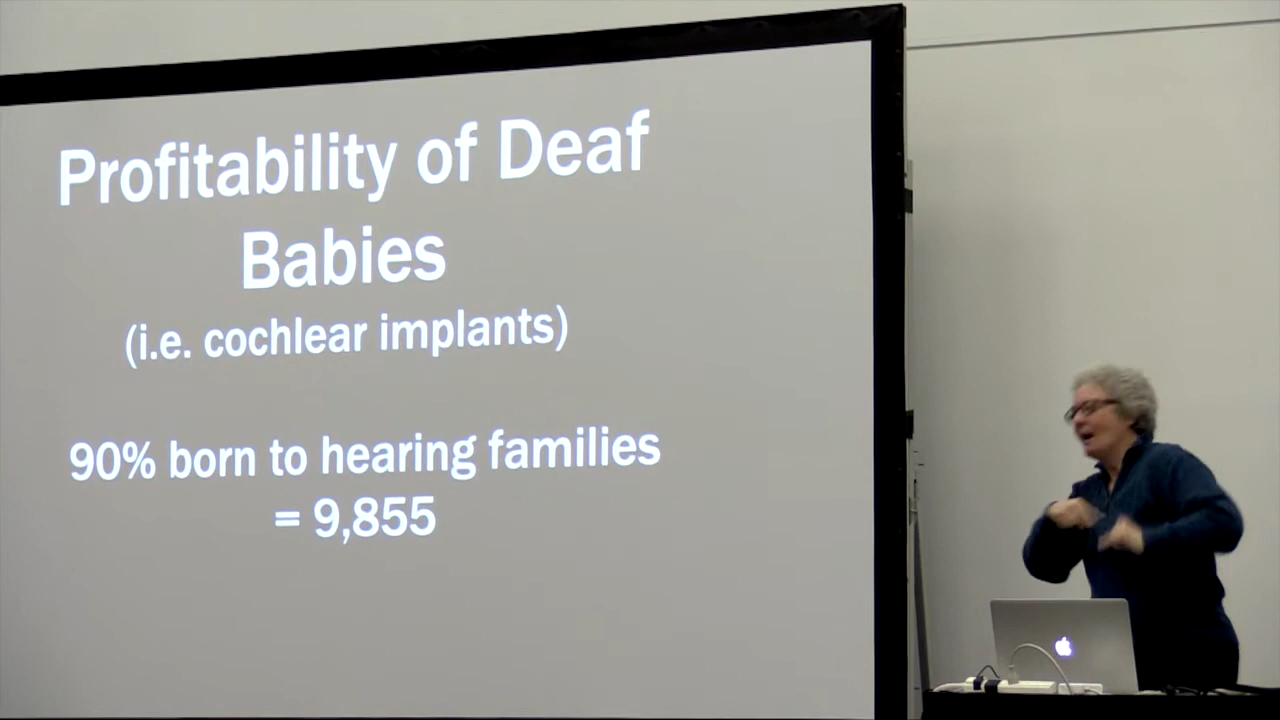 Profitability of Deaf
Babies
(i.e. cochlear implants)
90% born to hearing families
= 9,855